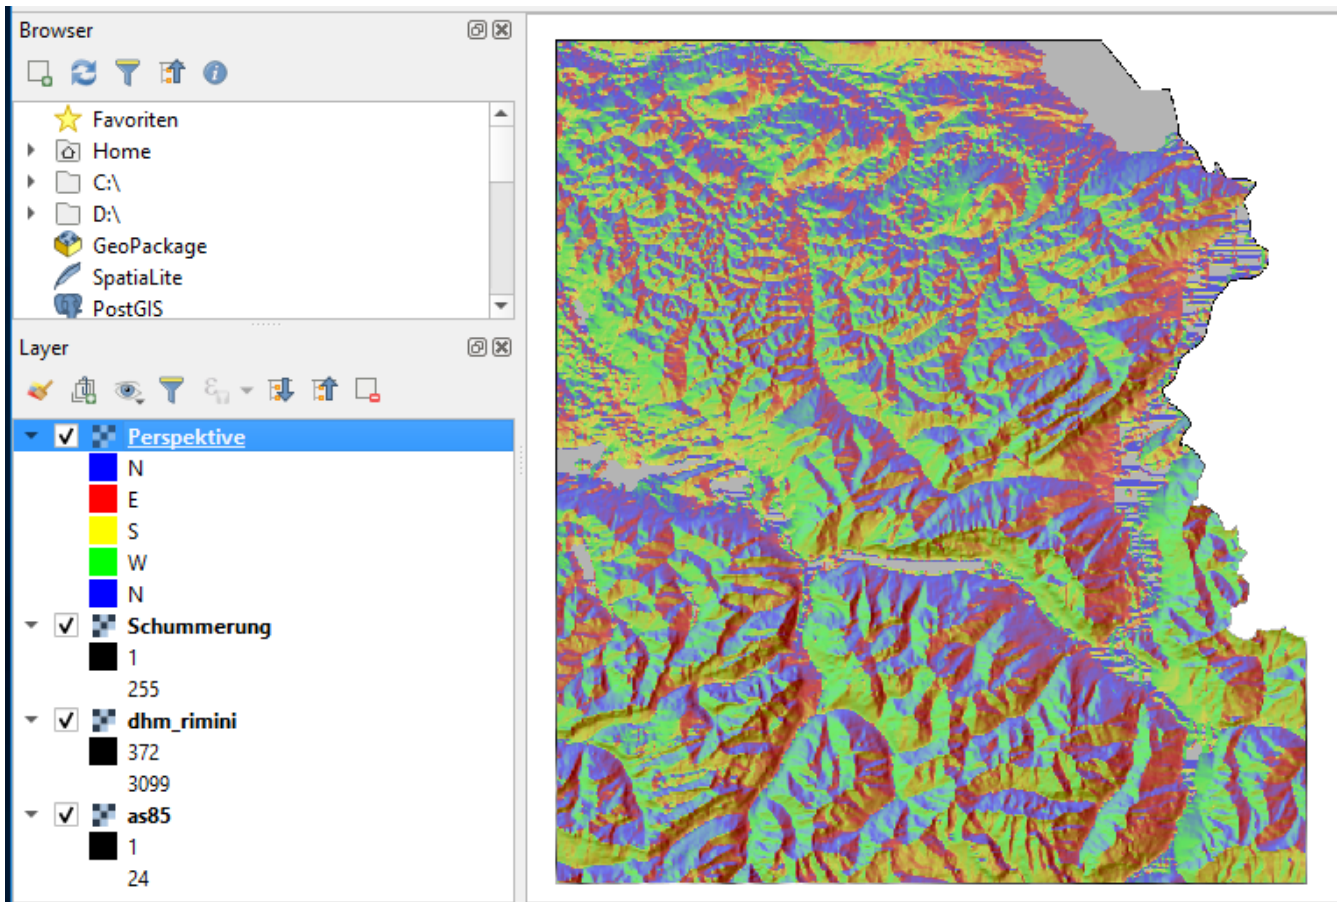 Browser
Favoriten
Home
C:\
D:\
GeoPackage
SpatiaLite
PostGIS
Layer
Perspektive
N
E
S
W
N
Schummerung
1
255
dhm_rimini
372
3099
as85
1
24